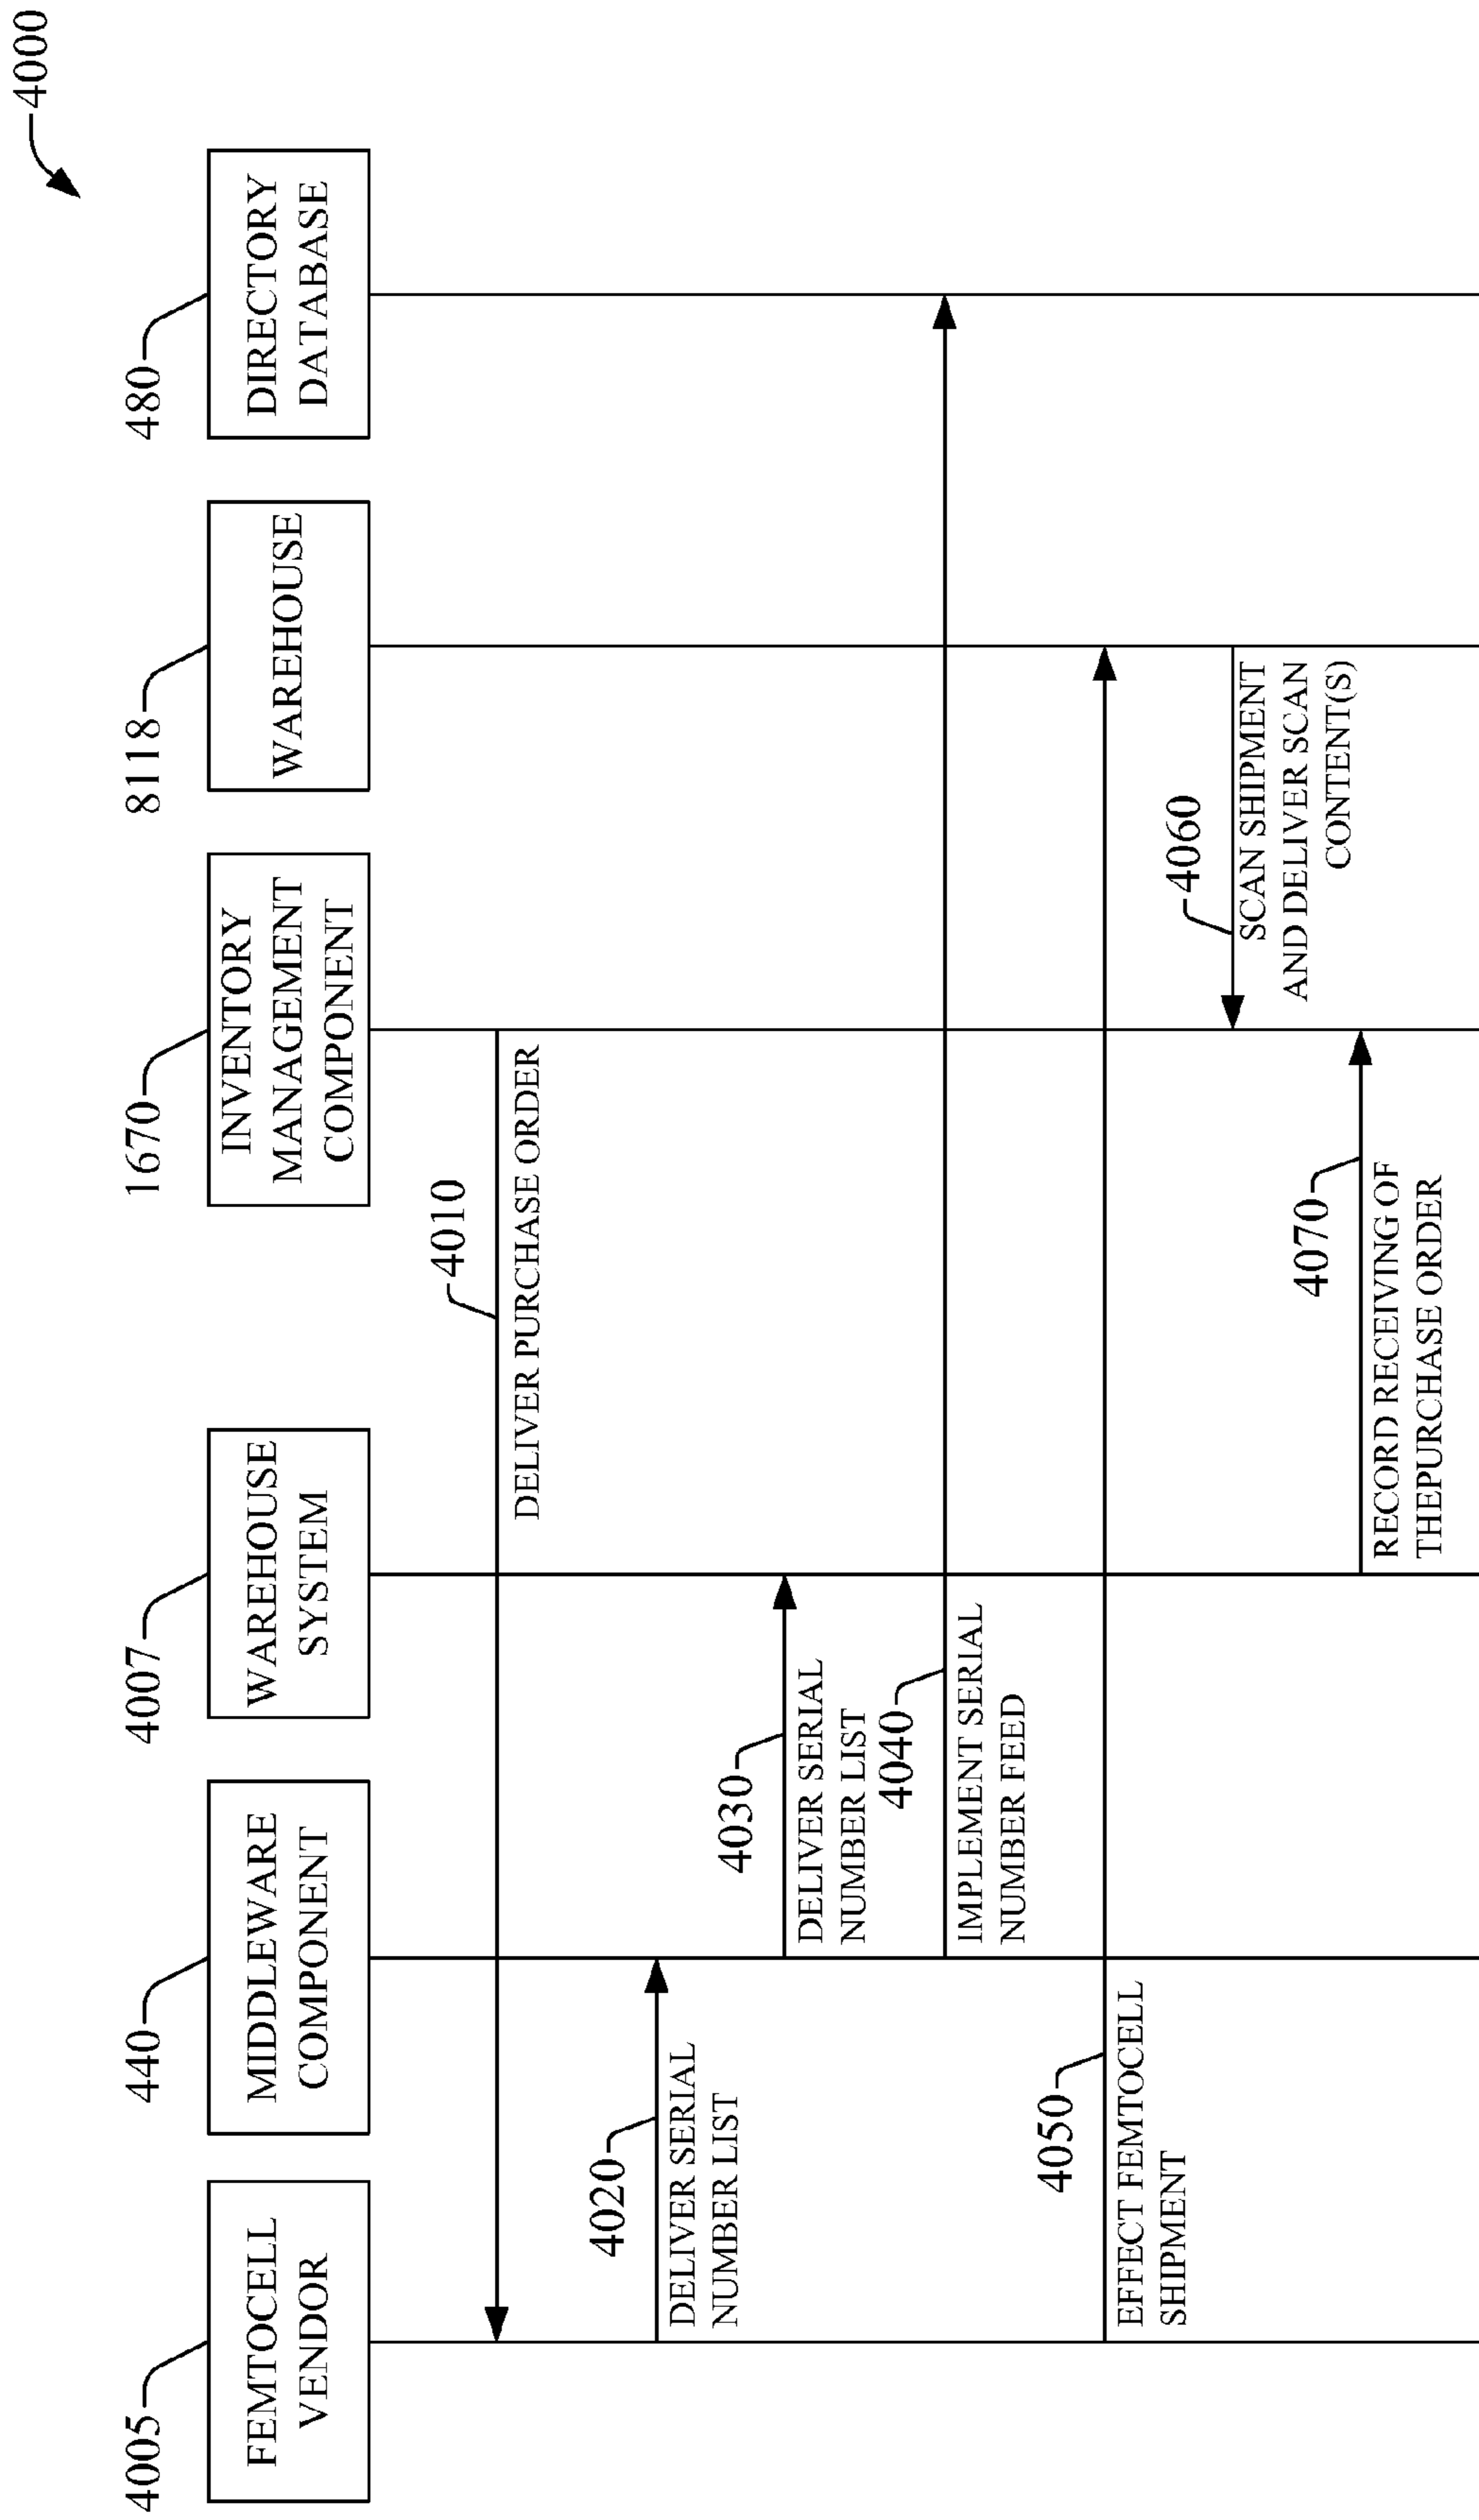 4000
4005
440
4007
1670
8118
480
FEMTOCELL
VENDOR
MIDDLEWARE
COMPONENT
WAREHOUSE
SYSTEM
INVENTORY
MANAGEMENT
COMPONENT
WAREHOUSE
DIRECTORY
DATABASE
4010
DELIVER PURCHASE ORDER
4020
DELIVER SERIAL
NUMBER LIST
4030
DELIVER SERIAL
NUMBER LIST
4040
IMPLEMENT SERIAL
NUMBER FEED
4050
EFFECT FEMTOCELL
SHIPMENT
4060
SCAN SHIPMENT
AND DELIVER SCAN
CONTENT(S)
4070
RECORD RECEIVING OF
THEPURCHASE ORDER